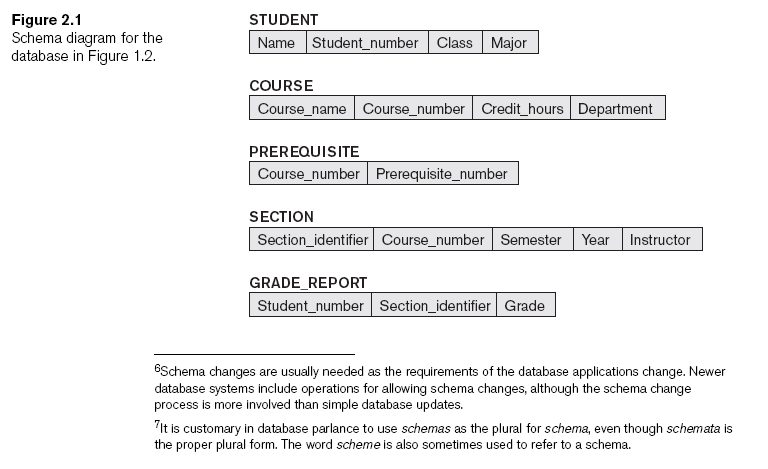 Figure 2.1
Schema diagram for the
database in Figure 1.2.
STUDENT
Name Student_number Class Major
COURSE
Course_name Course_number Credit_hours Department
PREREQUISITE
Course_number Prerequisite_number
SECTION
Section_identifier Course_number Semester Year Instructor
GRADE_REPORT
Student_number Section_identifier Grade
6Schema changes are usually needed as the requirements of the database applications change. Newer
database systems include operations for allowing schema changes, although the schema change
process is more involved than simple database updates.
7It is customary in database parlance to use schemas as the plural for schema, even though schemata is
the proper plural form. The word scheme is also sometimes used to refer to a schema.